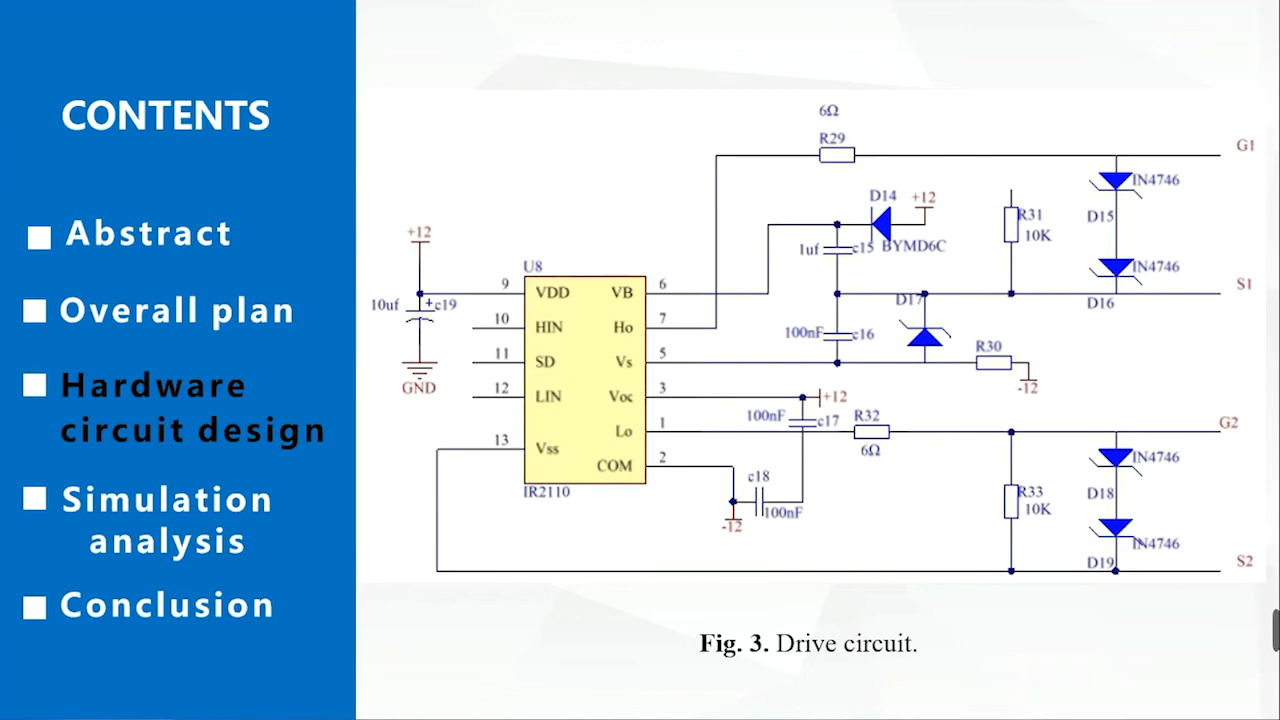 CONTENTS
Abstract
Overall plan
Hardware
circuit design
Simulation
analysis
Conclusion
6Ω
R29
G1
IN4746
D14
+12
R31
D15
10K
+12
1uf
c15
BYMD6C
U8
IN4746
9
VDD
VB
6
S1
10uf
+
c19
D17
D16
10
HIN
Ho
7
100nF
c16
11
SD
Vs
5
R30
GND
-12
12
LIN
Voc
3
+12
100nF
c17
R32
Lo
1
G2
13
Vss
6Ω
IN4746
COM
2
c18
IR2110
R33
D18
10K
100nF
-12
IN4746
D19
S2
Fig. 3. Drive circuit.